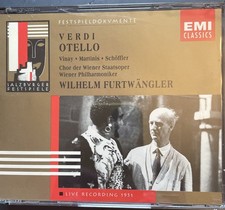 FESTSPIELDOKUMENTE
EMI
CLASSICS
VERDI
OTELLO
Vinay • Martinis • Schöffler
Chor der Wiener Staatsoper
Wiener Philharmoniker
WILHELM FURTWÄNGLER
SALZBURGER
FESTSPIELE
LIVE RECORDING 1951